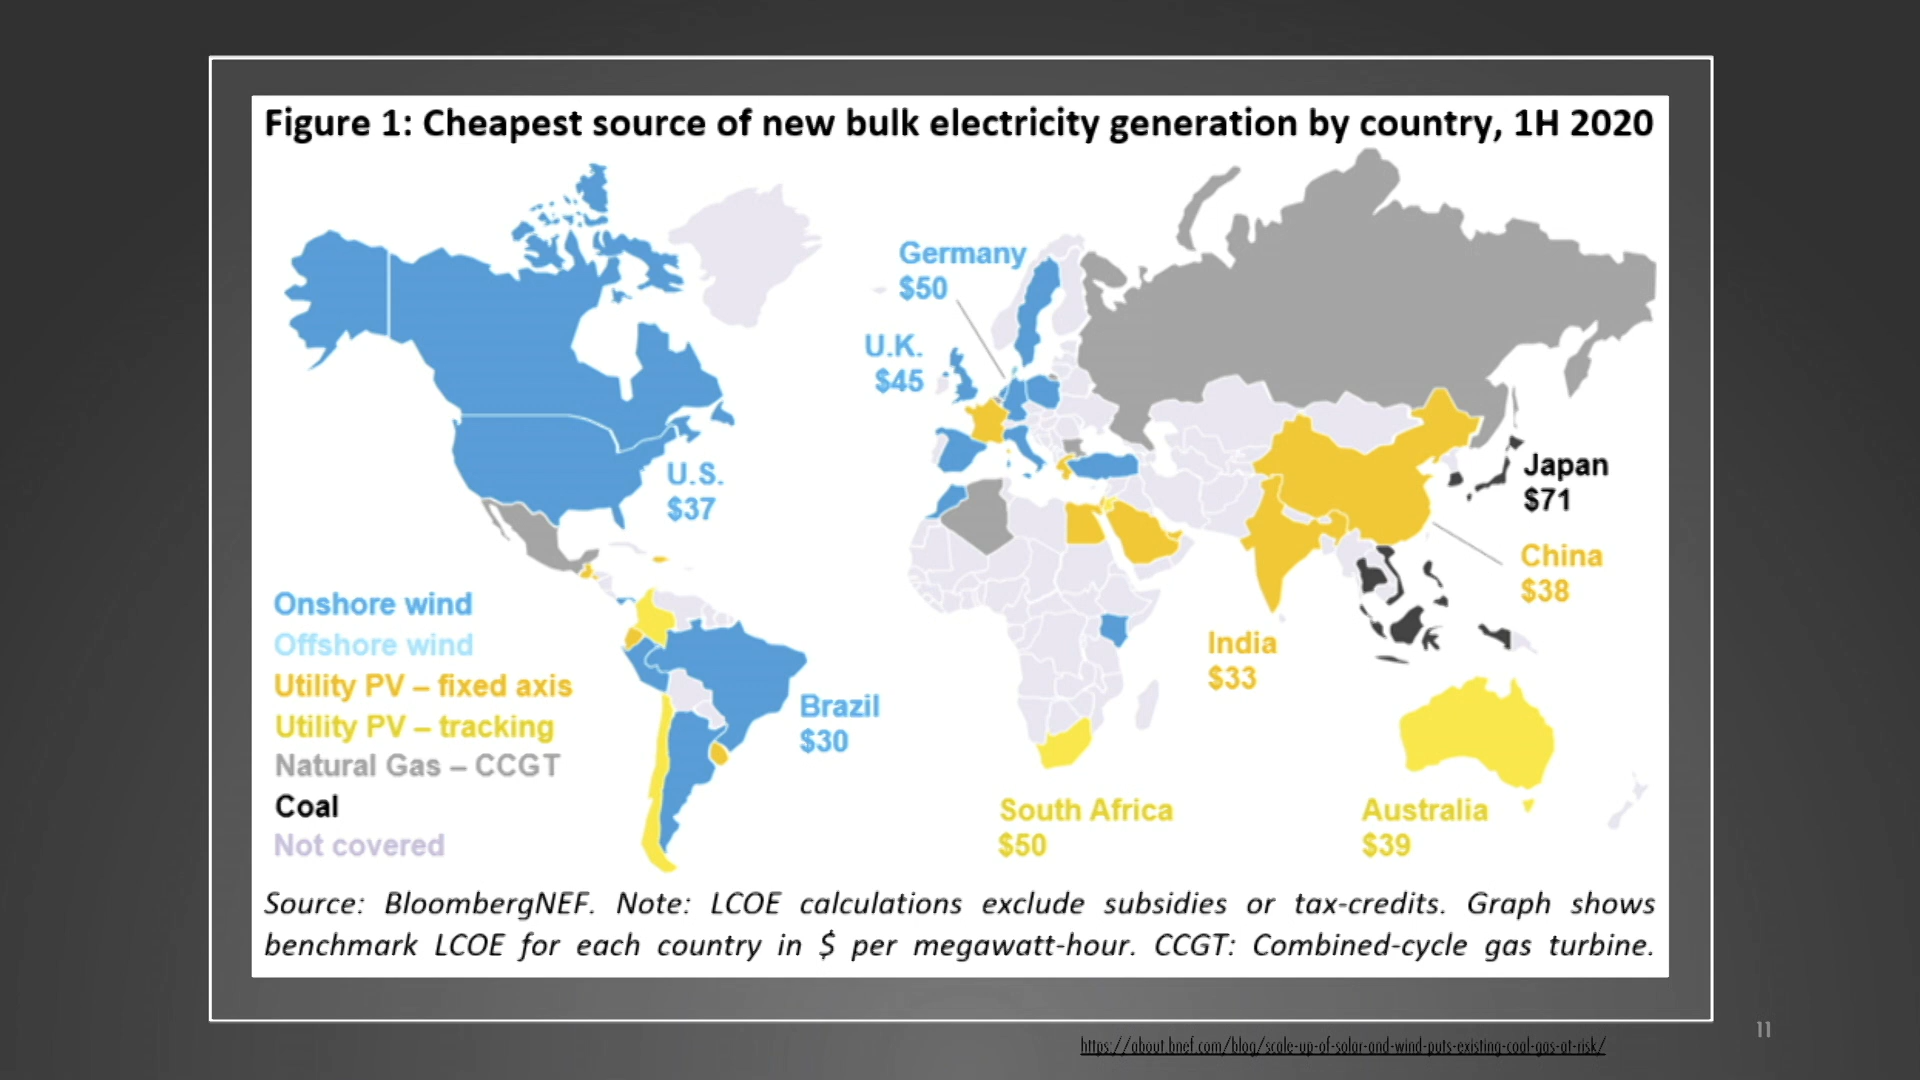 Figure 1: Cheapest source of new bulk electricity generation by country, 1H 2020
Germany
$50
U.K.
$45
U.S.
$37
Japan
$71
China
$38
India
$33
Brazil
$30
South Africa
$50
Australia
$39
Onshore wind
Offshore wind
Utility PV – fixed axis
Utility PV – tracking
Natural Gas – CCGT
Coal
Not covered
Source: BloombergNEF. Note: LCOE calculations exclude subsidies or tax-credits. Graph shows
benchmark LCOE for each country in $ per megawatt-hour. CCGT: Combined-cycle gas turbine.
https://about.bnef.com/blog/scale-up-of-solar-and-wind-puts-existing-coal-gas-at-risk/
11